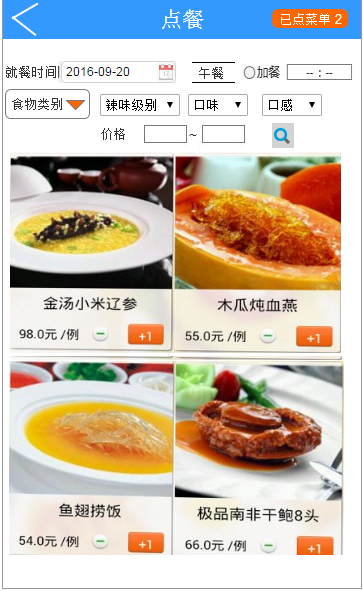 点餐
已点菜单 2
就餐时间 2016-09-20 午餐 加餐 -- : --
食物类别 辣味级别 口味 口感
价格 ~
金汤小米辽参 木瓜炖血燕
98.0元 /例 +1 55.0元 /例 +1
鱼翅捞饭 极品南非干鲍8头
54.0元 /例 +1 66.0元 /例 +1